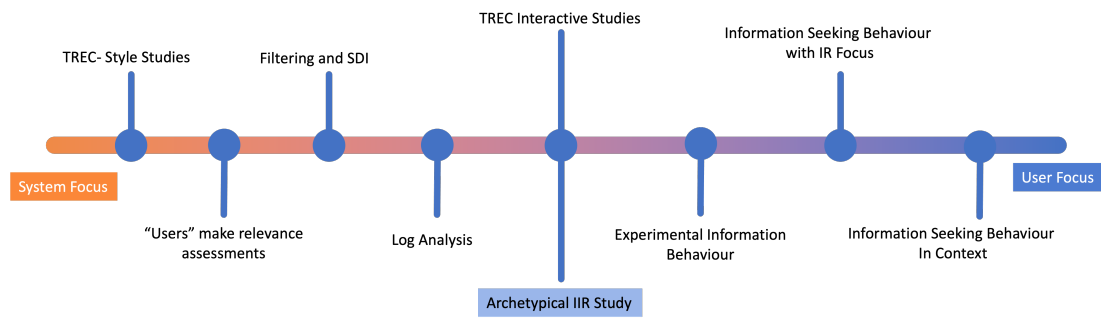 TREC Interactive Studies
Information Seeking Behaviour
with IR Focus
TREC- Style Studies
Filtering and SDI
System Focus
User Focus
“Users” make relevance
assessments
Log Analysis
Experimental Information
Behaviour
Information Seeking Behaviour
In Context
Archetypical IIR Study